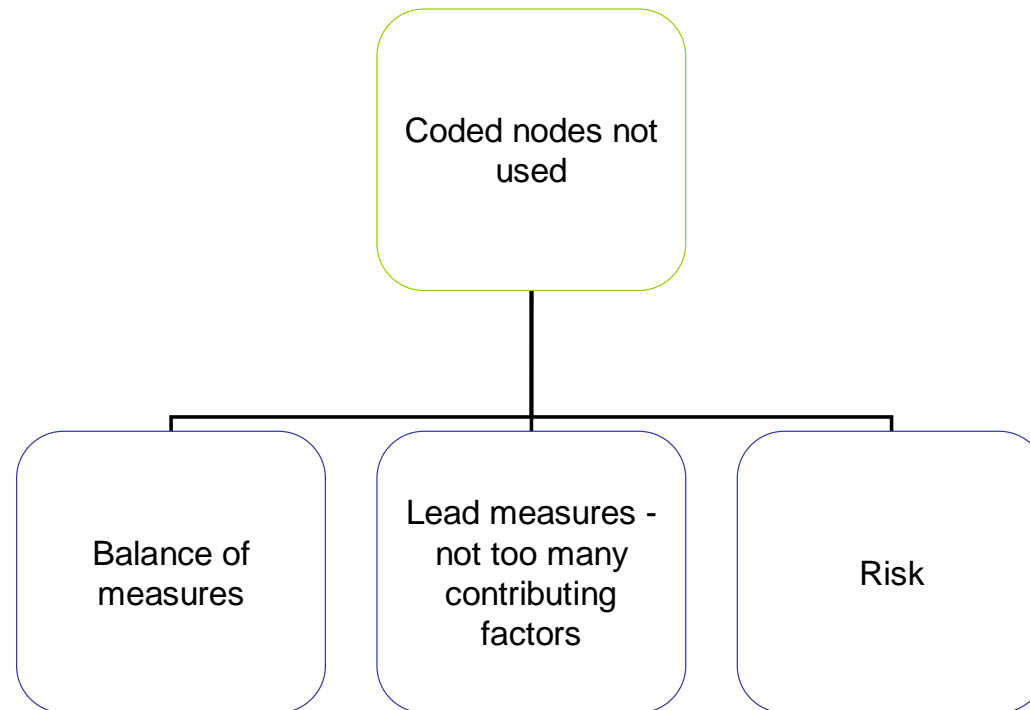 Coded nodes not
used
Balance of
measures
Lead measures -
not too many
contributing
factors
Risk